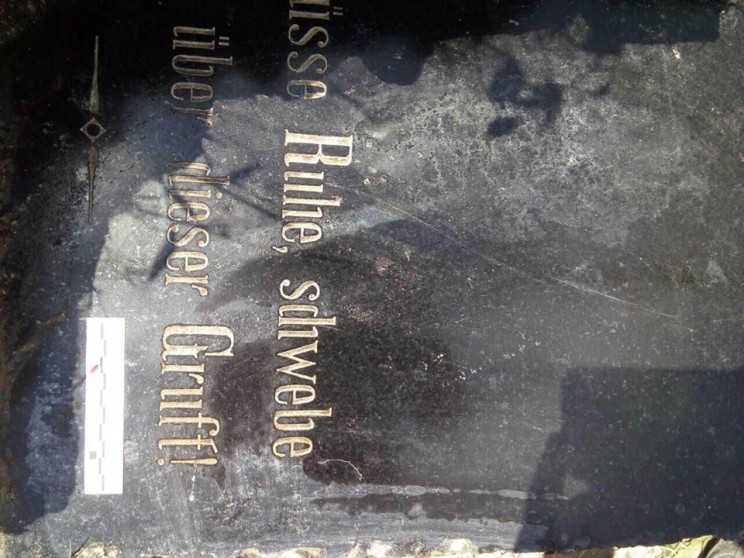 üsse Ruhe, schwebe
über dieser Gruft!